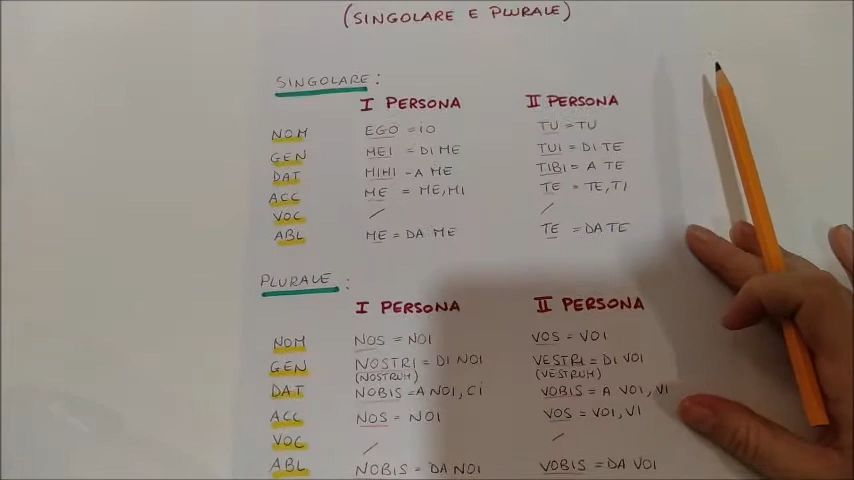 (SINGOLARE E PLURALE)
SINGOLARE:
I PERSONA II PERSONA
NOM EGO = IO TU = TU
GEN MEI = DI ME TUI = DI TE
DAT MIHI = A ME TIBI = A TE
ACC ME = ME, MI TE = TE, TI
VOC / /
ABL ME = DA ME TE = DA TE
PLURALE:
I PERSONA II PERSONA
NOM NOS = NOI VOS = VOI
GEN NOSTRI = DI NOI VESTRI = DI VOI
(NOSTRUM) (VESTRUM)
DAT NOBIS = A NOI, CI VOBIS = A VOI, VI
ACC NOS = NOI VOS = VOI, VI
VOC / /
ABL NOBIS = DA NOI VOBIS = DA VOI